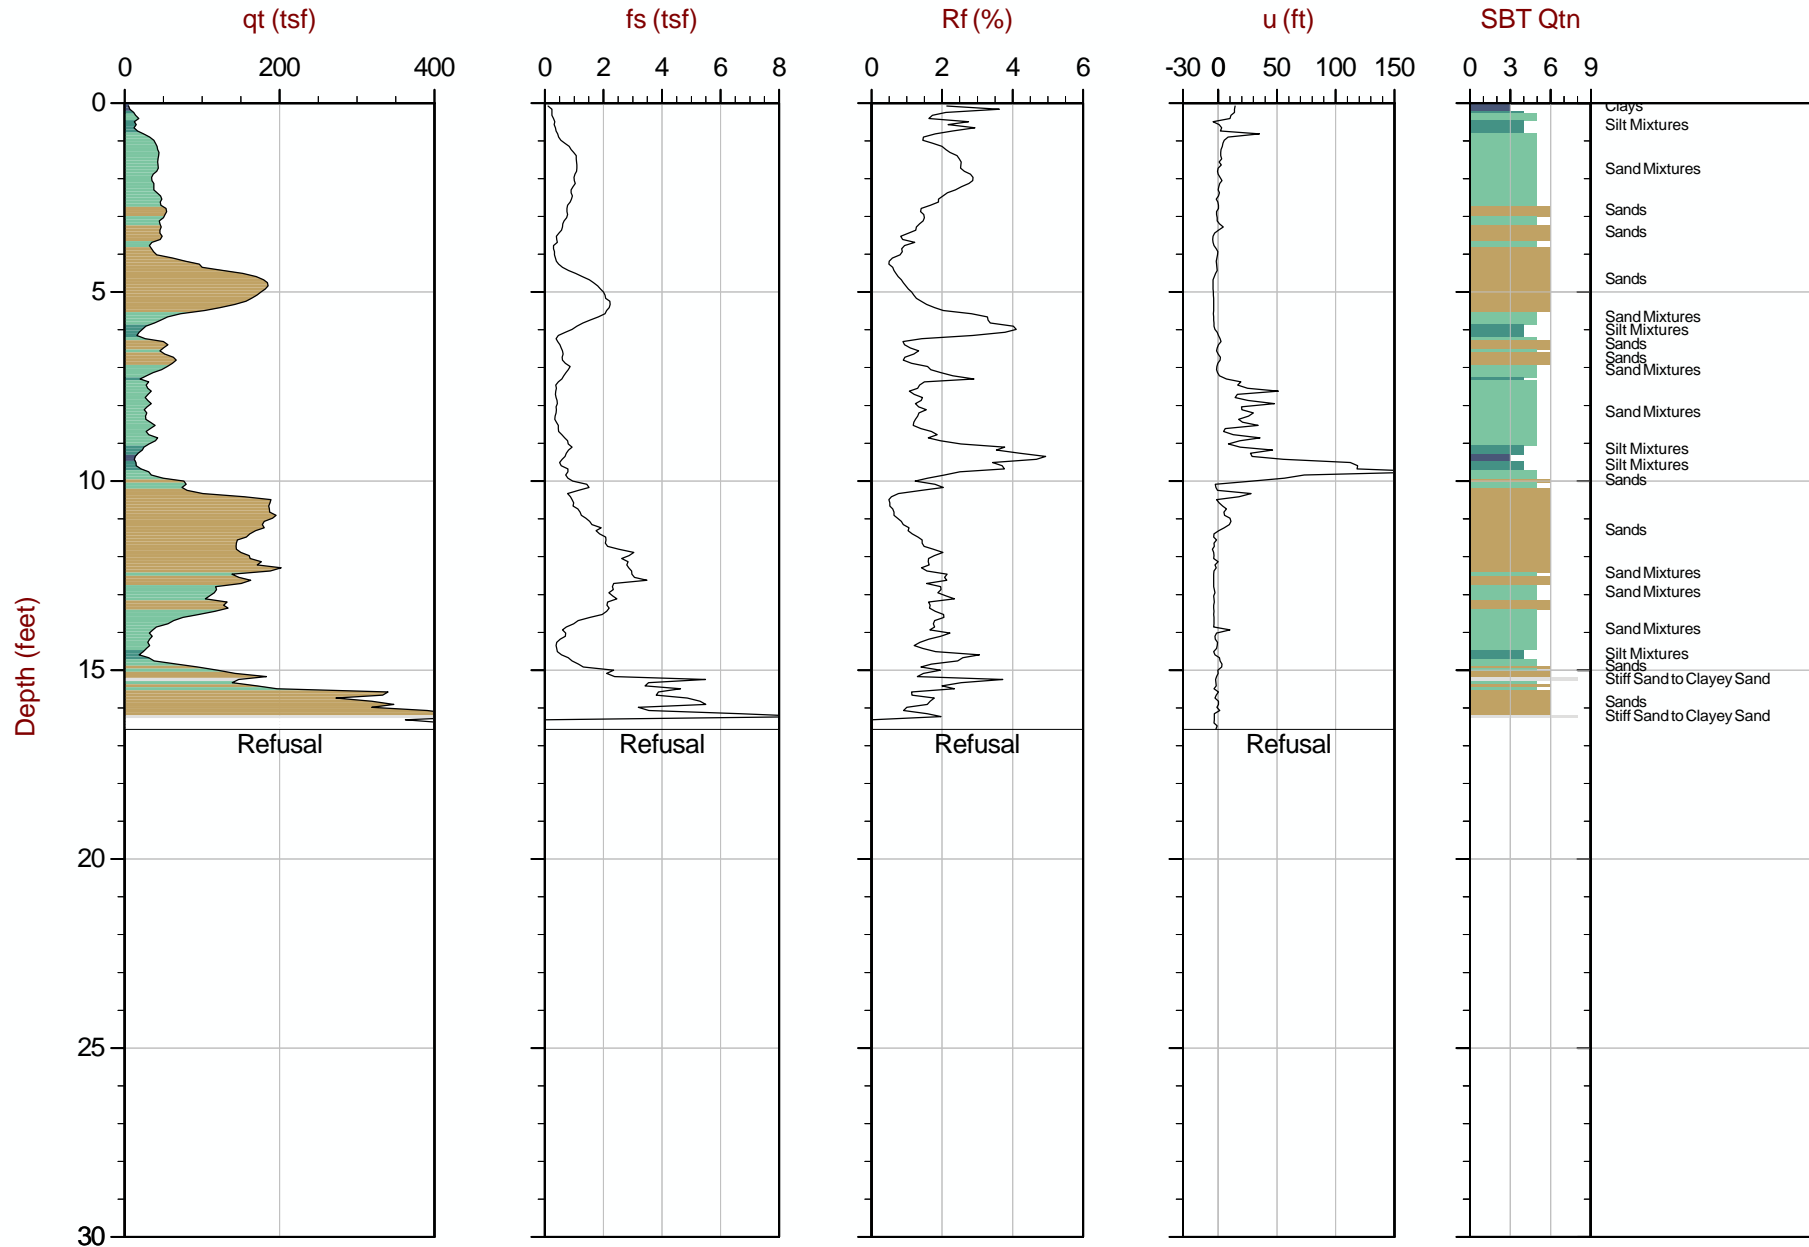 qt (tsf) fs (tsf) Rf (%) u (ft) SBT Qtn
0 200 400 0 2 4 6 8 0 2 4 6 -30 0 50 100 150 0 3 6 9
0
Clays
Silt Mixtures
Sand Mixtures
Sands
Sands
Sands
5
Sand Mixtures
Silt Mixtures
Sands
Sands
Sand Mixtures
Sand Mixtures
Silt Mixtures
Silt Mixtures
10
Sands
Sands
Sand Mixtures
Sand Mixtures
Sand Mixtures
Silt Mixtures
15
Sands
Stiff Sand to Clayey Sand
Sands
Stiff Sand to Clayey Sand
Depth (feet)
Refusal Refusal Refusal Refusal
20
25
30